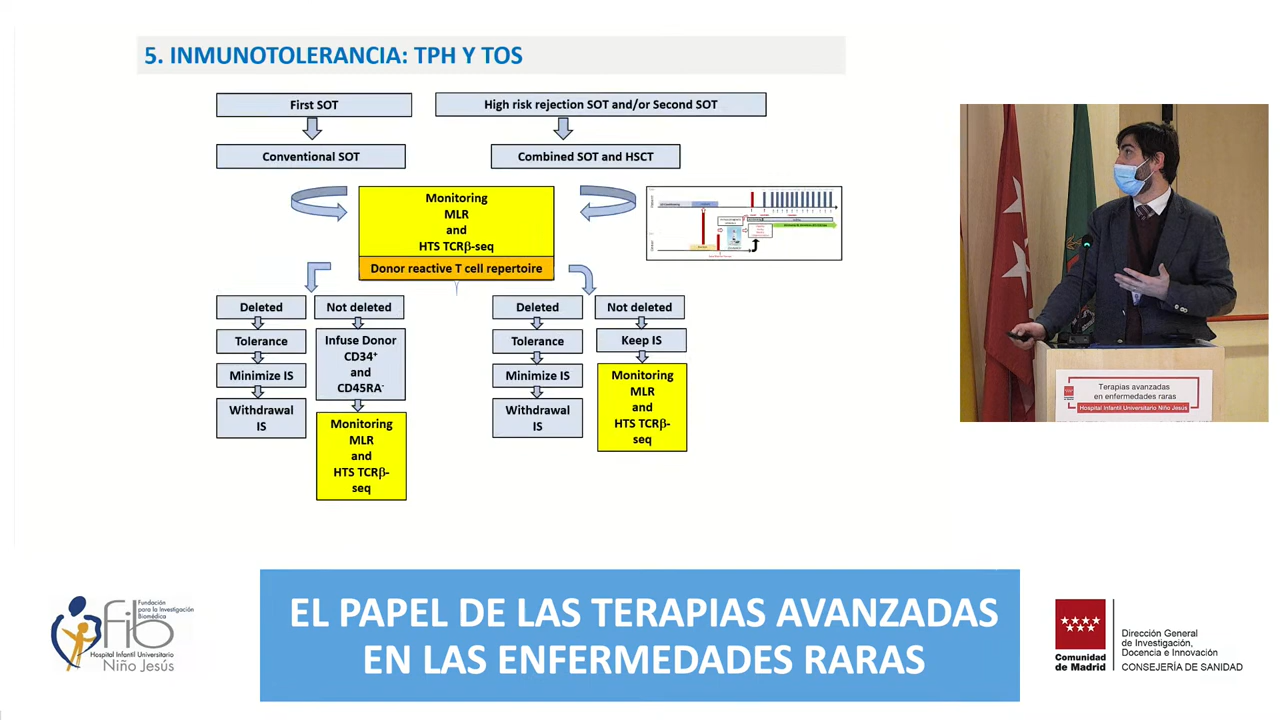 5. INMUNOTOLERANCIA: TPH Y TOS
First SOT
High risk rejection SOT and/or Second SOT
Conventional SOT
Combined SOT and HSCT
Monitoring
MLR
and
HTS TCRβ-seq
Donor reactive T cell repertoire
Deleted
Not deleted
Deleted
Not deleted
Tolerance
Infuse Donor
CD34+
and
CD45RA-
Tolerance
Keep IS
Minimize IS
Minimize IS
Monitoring
MLR
and
HTS TCRβ-
seq
Withdrawal
IS
Monitoring
MLR
and
HTS TCRβ-
seq
Withdrawal
IS
Terapias avanzadas
en enfermedades raras
Hospital Infantil Universitario Niño Jesús
fib
Fundación
para la Investigación
Biomédica
Hospital Infantil Universitario
Niño Jesús
EL PAPEL DE LAS TERAPIAS AVANZADAS
EN LAS ENFERMEDADES RARAS
Comunidad
de Madrid
Dirección General
de Investigación,
Docencia e Innovación
CONSEJERÍA DE SANIDAD